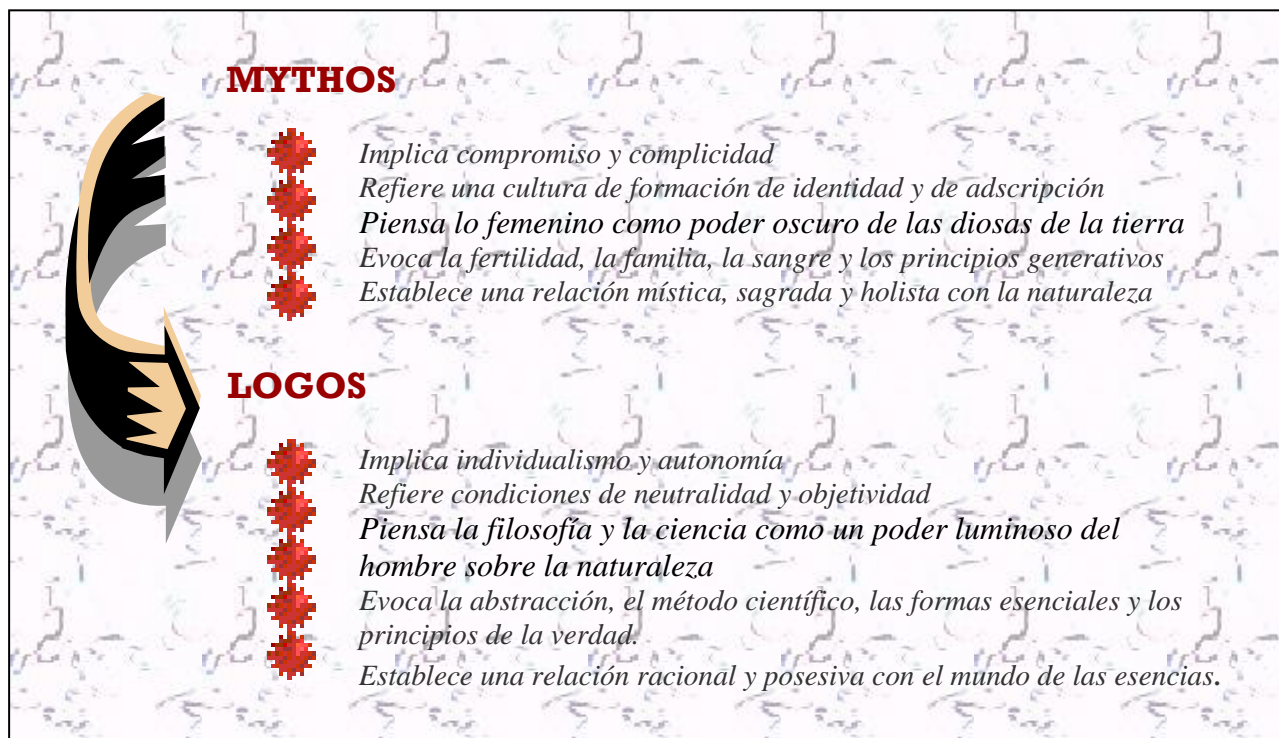 MYTHOS
Implica compromiso y complicidad
Refiere una cultura de formación de identidad y de adscripción
Piensa lo femenino como poder oscuro de las diosas de la tierra
Evoca la fertilidad, la familia, la sangre y los principios generativos
Establece una relación mística, sagrada y holista con la naturaleza
LOGOS
Implica individualismo y autonomía
Refiere condiciones de neutralidad y objetividad
Piensa la filosofía y la ciencia como un poder luminoso del
hombre sobre la naturaleza
Evoca la abstracción, el método científico, las formas esenciales y los
principios de la verdad.
Establece una relación racional y posesiva con el mundo de las esencias.